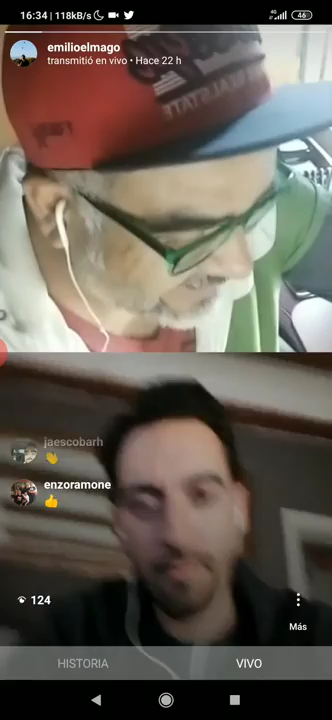 16:34 | 118kB/s
46
emilioelmago
transmitió en vivo • Hace 22 h
jaescobarh
👏
enzoramone
👍
124
Más
HISTORIA
VIVO